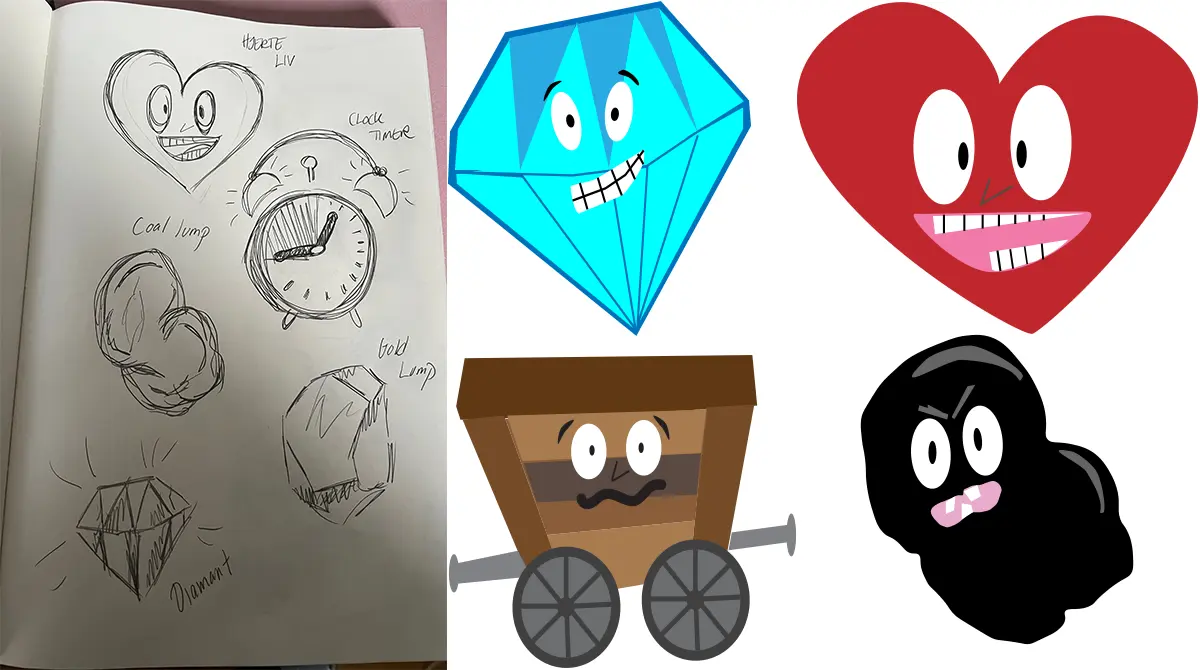 HJERTE
LIV
CLOCK
TIMER
Coal lump
Gold
Lump
Diamant